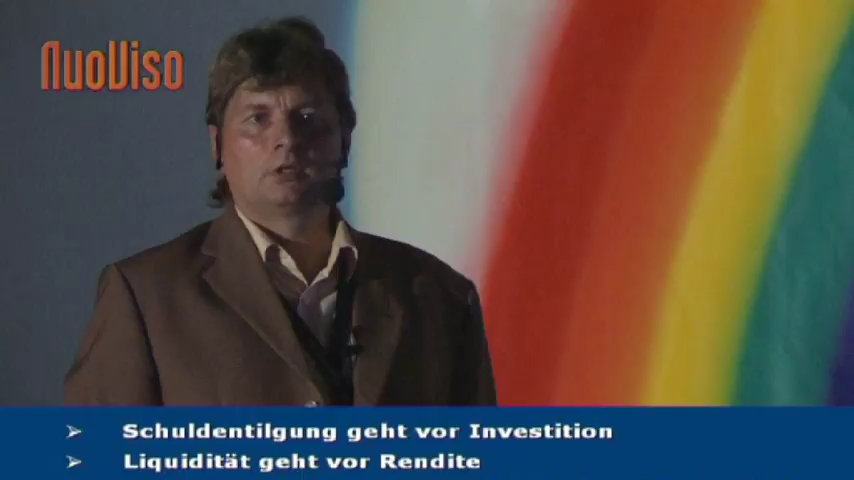 NuoViso
Schuldentilgung geht vor Investition
Liquidität geht vor Rendite